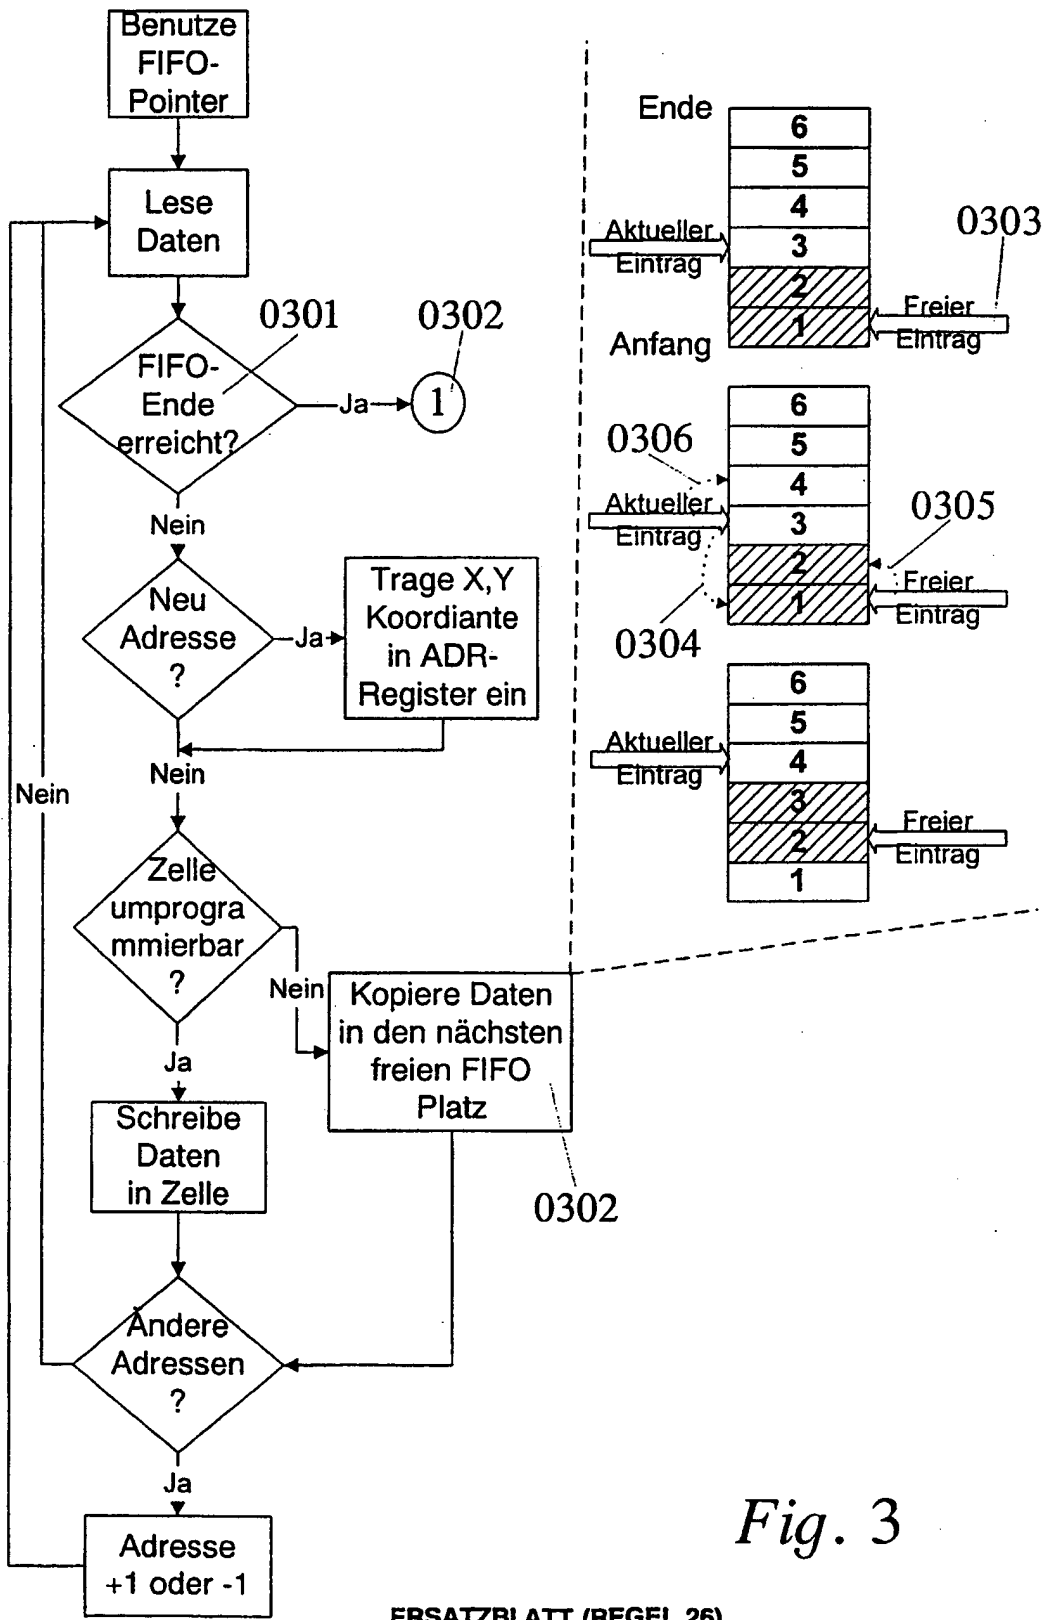 Benutze
FIFO-
Pointer
Lese
Daten
0301
0302
FIFO-
Ende
erreicht?
Ja
1
Nein
Neu
Adresse
?
Ja
Trage X,Y
Koordiante
in ADR-
Register ein
Nein
Nein
Zelle
umprogra
mmierbar
?
Nein
Kopiere Daten
in den nächsten
freien FIFO
Platz
0302
Ja
Schreibe
Daten
in Zelle
Ändere
Adressen
?
Ja
Adresse
+1 oder -1
Ende
6
5
4
Aktueller
Eintrag
3
2
1
0303
Freier
Eintrag
Anfang
6
5
0306
4
Aktueller
Eintrag
3
0305
2
1
Freier
Eintrag
0304
6
5
Aktueller
Eintrag
4
3
2
Freier
Eintrag
1
Fig. 3
ERSATZBLATT (REGEL 26)